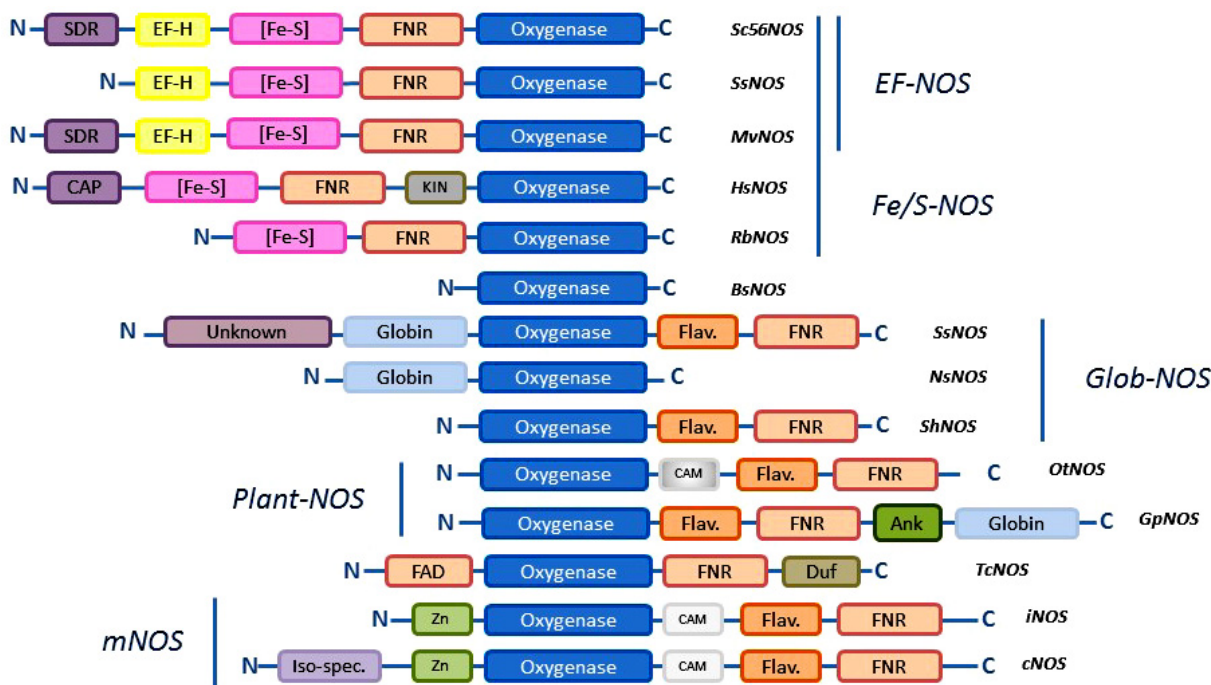 N SDR EF-H [Fe-S] FNR Oxygenase C Sc56NOS
N EF-H [Fe-S] FNR Oxygenase C SsNOS
EF-NOS
N SDR EF-H [Fe-S] FNR Oxygenase C MvNOS
N CAP [Fe-S] FNR KIN Oxygenase C HsNOS
Fe/S-NOS
N [Fe-S] FNR Oxygenase C RbNOS
N Oxygenase C BsNOS
N Unknown Globin Oxygenase Flav. FNR C SsNOS
N Globin Oxygenase C NsNOS
Glob-NOS
N Oxygenase Flav. FNR C ShNOS
N Oxygenase CAM Flav. FNR C OtNOS
Plant-NOS
N Oxygenase Flav. FNR Ank Globin C GpNOS
N FAD Oxygenase FNR Duf C TcNOS
N Zn Oxygenase CAM Flav. FNR C iNOS
mNOS
N Iso-spec. Zn Oxygenase CAM Flav. FNR C cNOS